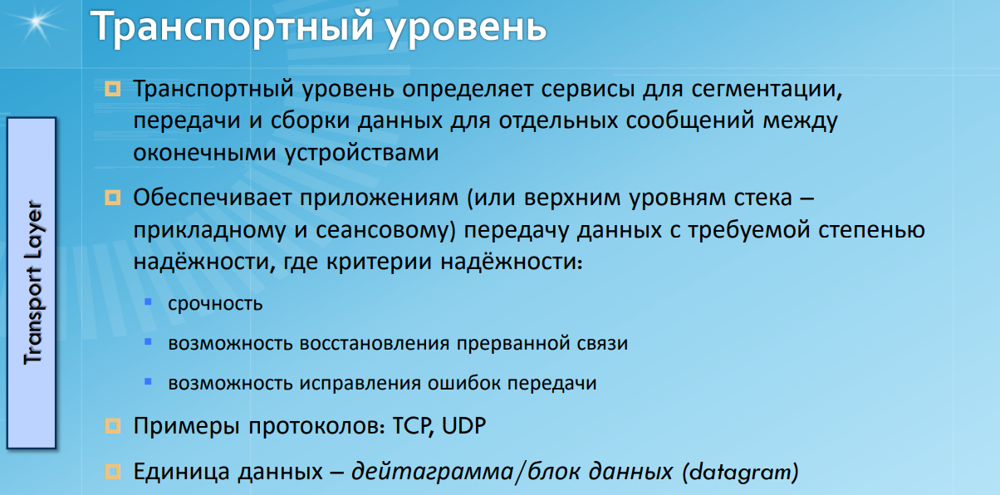 Транспортный уровень
Транспортный уровень определяет сервисы для сегментации,
передачи и сборки данных для отдельных сообщений между
оконечными устройствами
Обеспечивает приложениям (или верхним уровням стека –
прикладному и сеансовому) передачу данных с требуемой степенью
надёжности, где критерии надёжности:
срочность
возможность восстановления прерванной связи
возможность исправления ошибок передачи
Примеры протоколов: TCP, UDP
Единица данных – дейтаграмма/блок данных (datagram)
Transport Layer